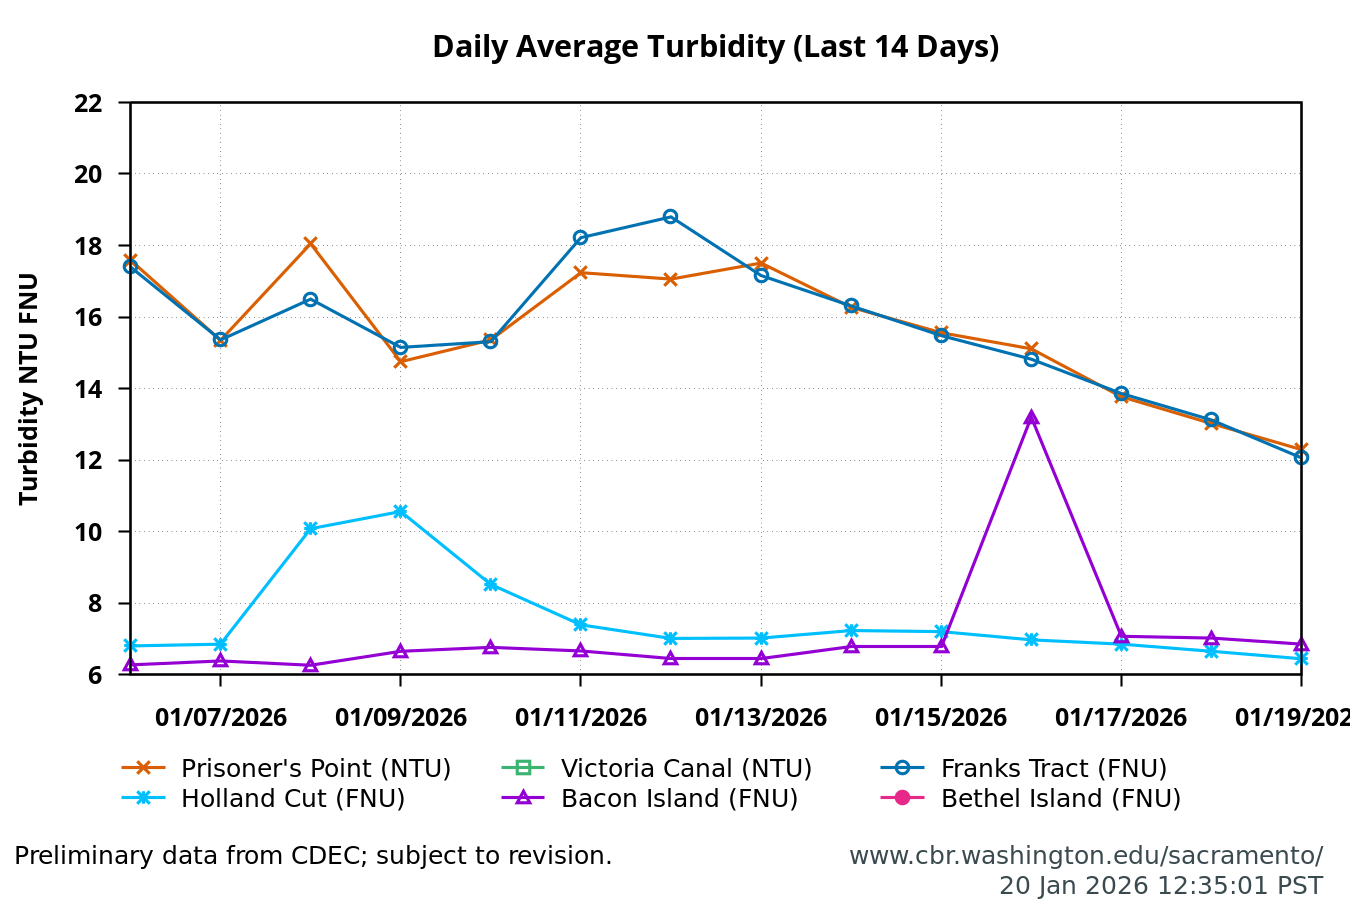 Daily Average Turbidity (Last 14 Days)
22
20
18
16
14
12
10
8
6
Turbidity NTU FNU
01/07/2026 01/09/2026 01/11/2026 01/13/2026 01/15/2026 01/17/2026 01/19/202
Prisoner's Point (NTU) Victoria Canal (NTU) Franks Tract (FNU)
Holland Cut (FNU) Bacon Island (FNU) Bethel Island (FNU)
Preliminary data from CDEC; subject to revision. www.cbr.washington.edu/sacramento/
20 Jan 2026 12:35:01 PST